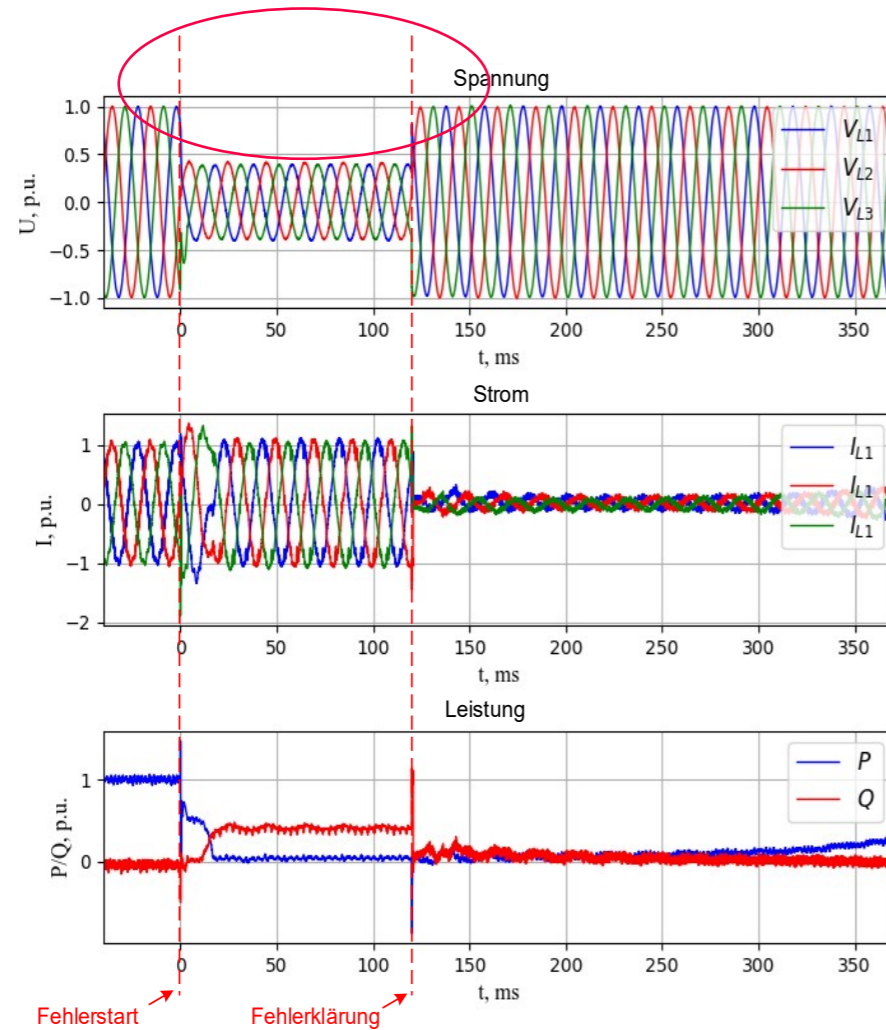 Spannung
1.0
0.5
0.0
−0.5
−1.0
U, p.u.
V_L1
V_L2
V_L3
0 50 100 150 200 250 300 350
t, ms
Strom
1
0
−1
−2
I, p.u.
I_L1
I_L1
I_L1
0 50 100 150 200 250 300 350
t, ms
Leistung
1
0
P/Q, p.u.
P
Q
0 50 100 150 200 250 300 350
t, ms
Fehlerstart
Fehlerklärung